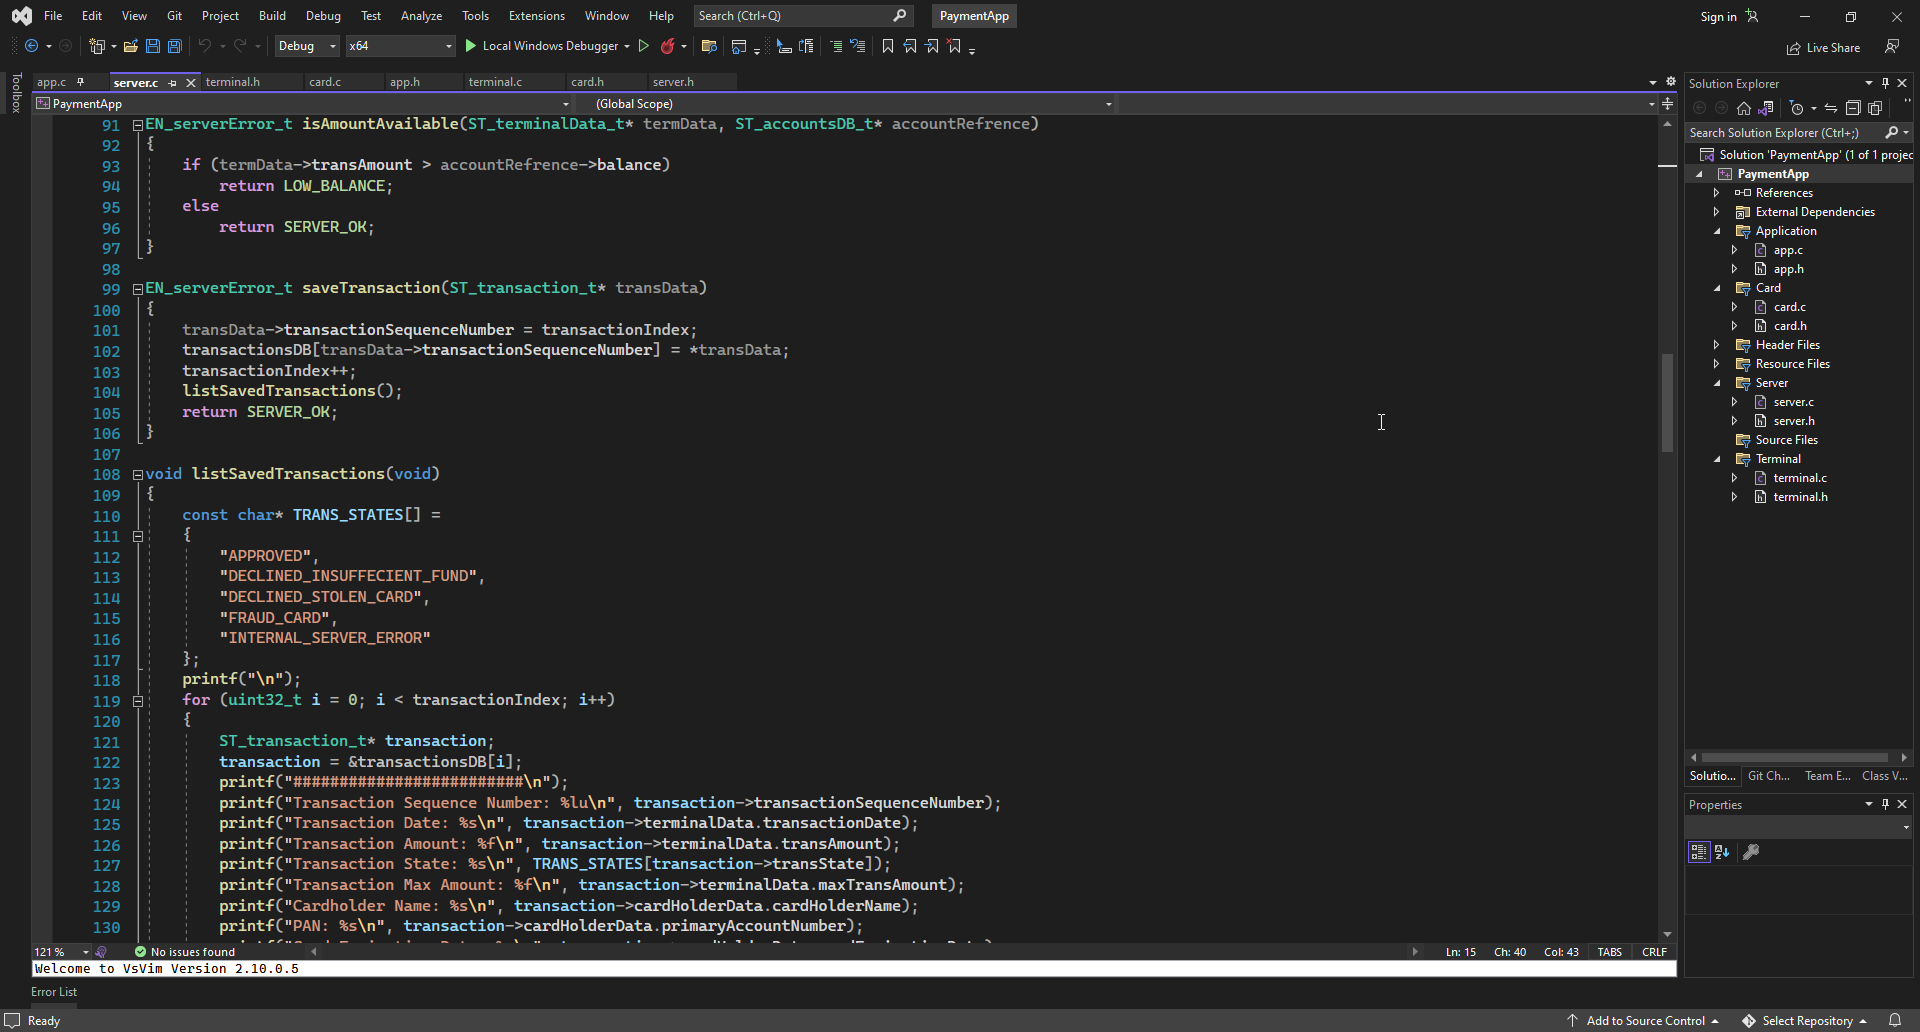 File Edit View Git Project Build Debug Test Analyze Tools Extensions Window Help Search (Ctrl+Q) PaymentApp Sign in
Debug x64 Local Windows Debugger Live Share
Toolbox
app.c server.c terminal.h card.c app.h terminal.c card.h server.h
PaymentApp (Global Scope)
91 EN_serverError_t isAmountAvailable(ST_terminalData_t* termData, ST_accountsDB_t* accountRefrence)
92 {
93 if (termData->transAmount > accountRefrence->balance)
94 return LOW_BALANCE;
95 else
96 return SERVER_OK;
97 }
98
99 EN_serverError_t saveTransaction(ST_transaction_t* transData)
100 {
101 transData->transactionSequenceNumber = transactionIndex;
102 transactionsDB[transData->transactionSequenceNumber] = *transData;
103 transactionIndex++;
104 listSavedTransactions();
105 return SERVER_OK;
106 }
107
108 void listSavedTransactions(void)
109 {
110 const char* TRANS_STATES[] =
111 {
112 "APPROVED",
113 "DECLINED_INSUFFECIENT_FUND",
114 "DECLINED_STOLEN_CARD",
115 "FRAUD_CARD",
116 "INTERNAL_SERVER_ERROR"
117 };
118 printf("\n");
119 for (uint32_t i = 0; i < transactionIndex; i++)
120 {
121 ST_transaction_t* transaction;
122 transaction = &transactionsDB[i];
123 printf("#########################\n");
124 printf("Transaction Sequence Number: %lu\n", transaction->transactionSequenceNumber);
125 printf("Transaction Date: %s\n", transaction->terminalData.transactionDate);
126 printf("Transaction Amount: %f\n", transaction->terminalData.transAmount);
127 printf("Transaction State: %s\n", TRANS_STATES[transaction->transState]);
128 printf("Transaction Max Amount: %f\n", transaction->terminalData.maxTransAmount);
129 printf("Cardholder Name: %s\n", transaction->cardHolderData.cardHolderName);
130 printf("PAN: %s\n", transaction->cardHolderData.primaryAccountNumber);
121 % No issues found Ln: 15 Ch: 40 Col: 43 TABS CRLF
Welcome to VsVim Version 2.10.0.5
Error List
Solution Explorer
Search Solution Explorer (Ctrl+;)
Solution 'PaymentApp' (1 of 1 projec
PaymentApp
References
External Dependencies
Application
app.c
app.h
Card
card.c
card.h
Header Files
Resource Files
Server
server.c
server.h
Source Files
Terminal
terminal.c
terminal.h
Solutio... Git Ch... Team E... Class V...
Properties
Ready Add to Source Control Select Repository